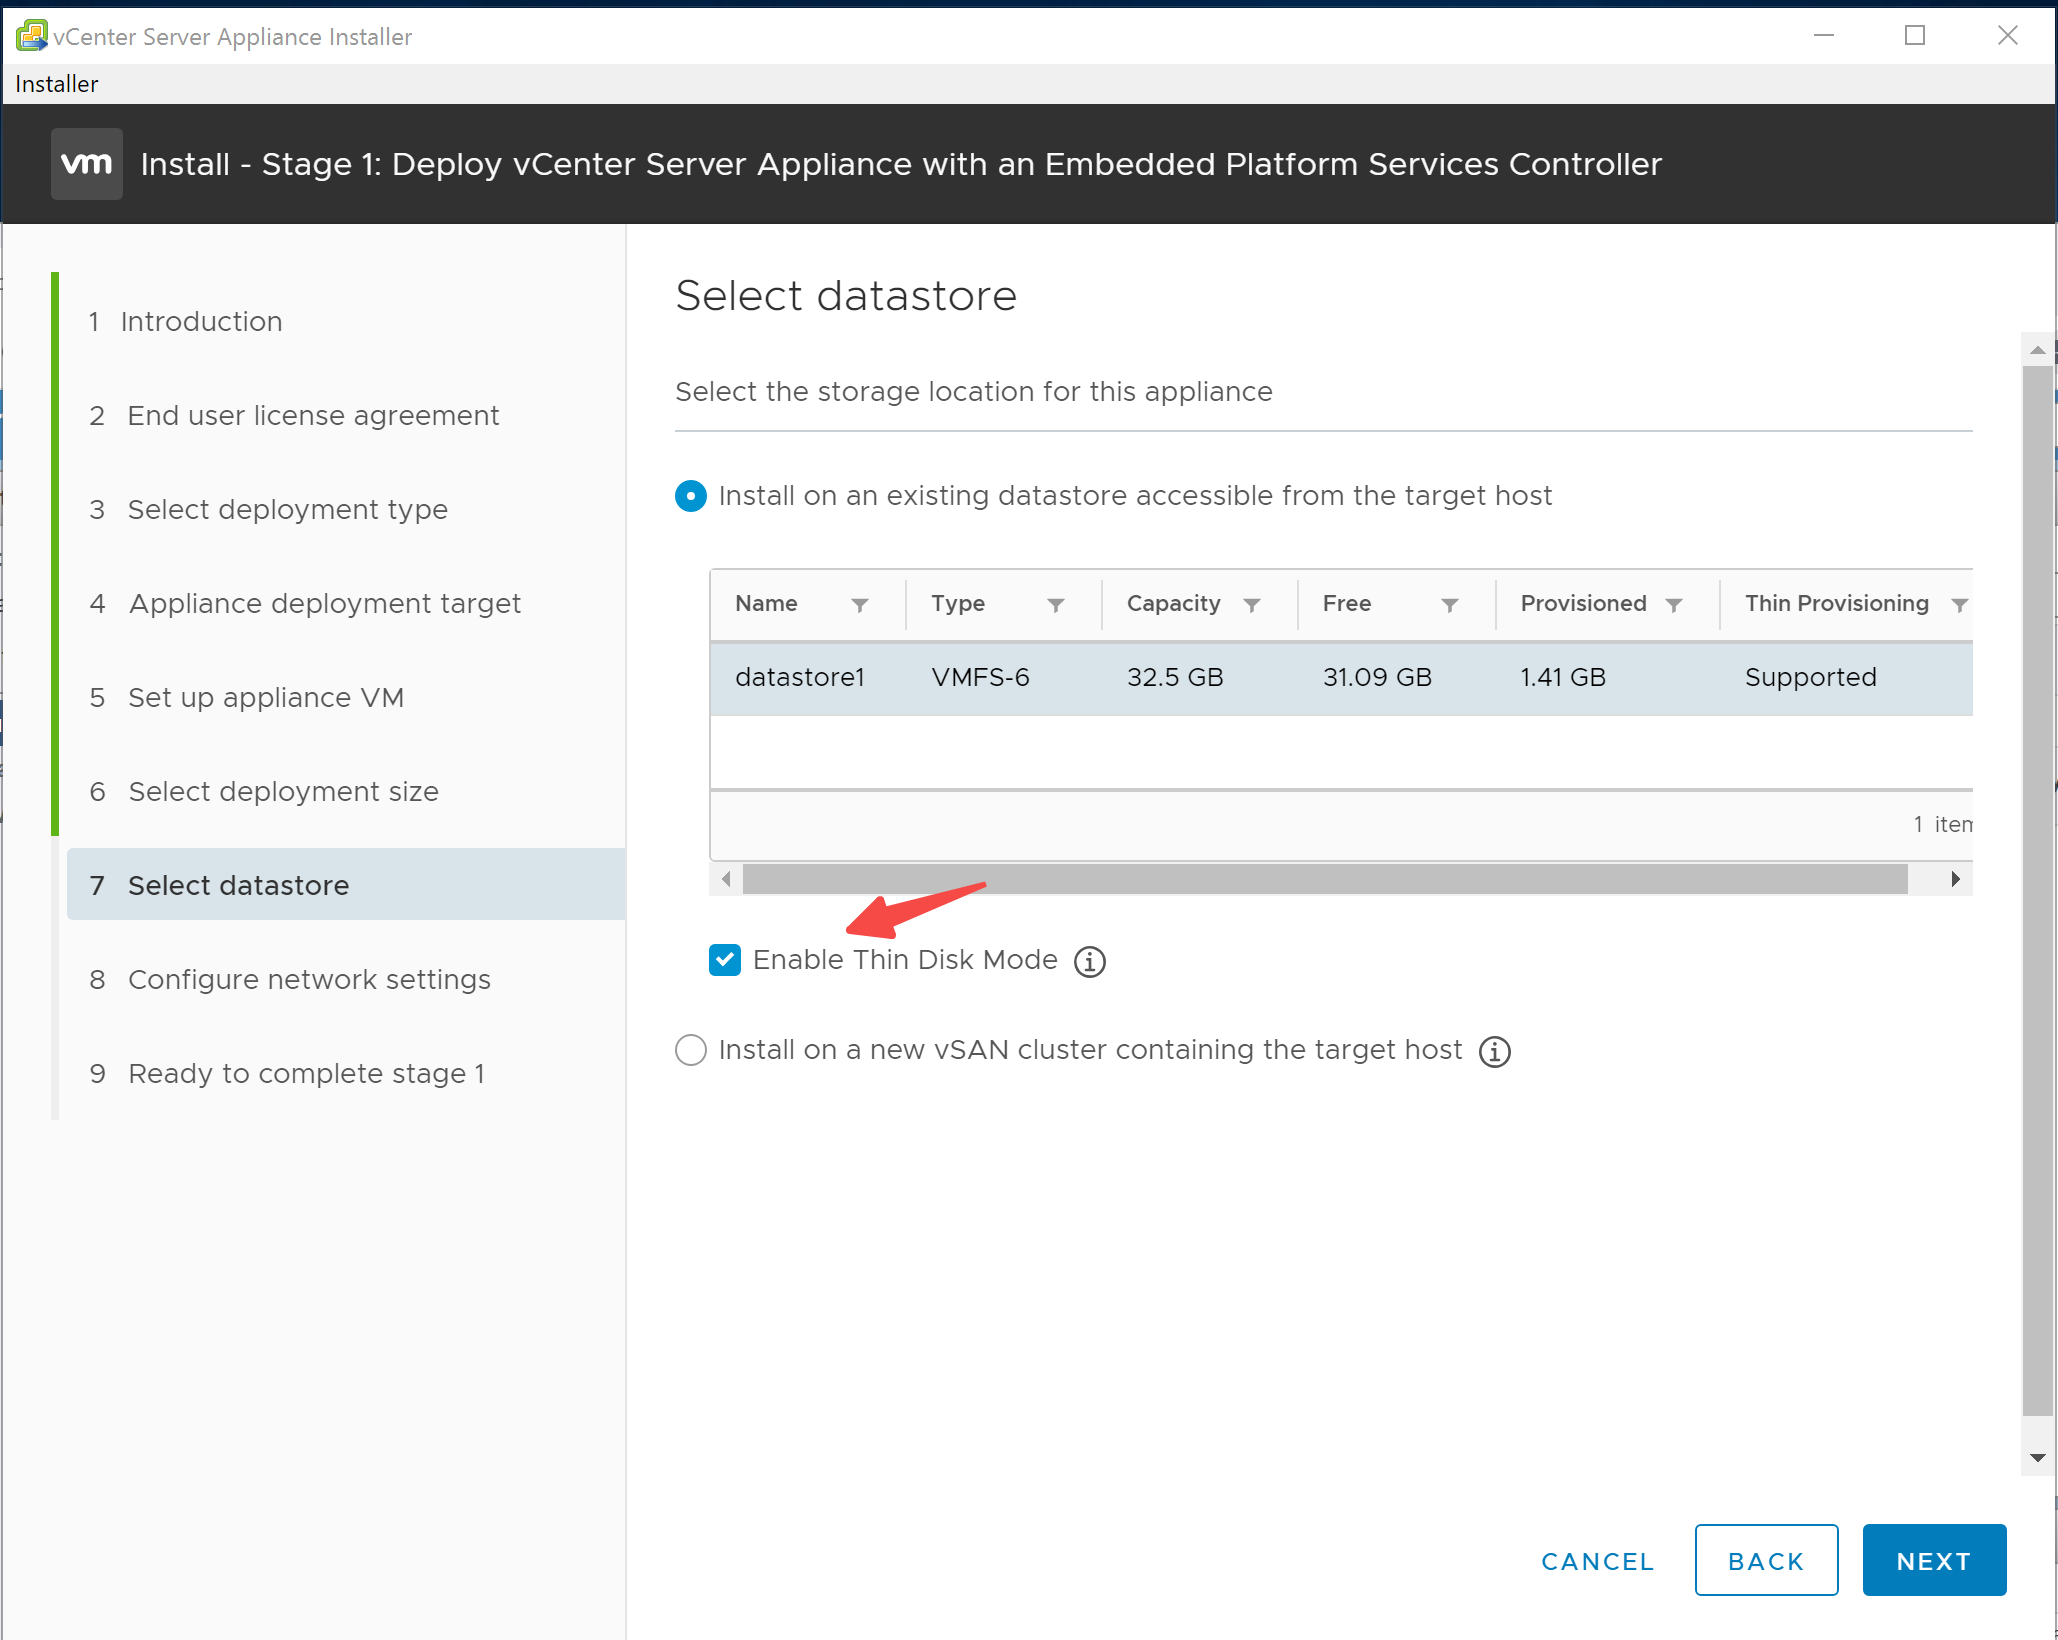 vCenter Server Appliance Installer
Installer
vm Install - Stage 1: Deploy vCenter Server Appliance with an Embedded Platform Services Controller
1 Introduction
2 End user license agreement
3 Select deployment type
4 Appliance deployment target
5 Set up appliance VM
6 Select deployment size
7 Select datastore
8 Configure network settings
9 Ready to complete stage 1
Select datastore
Select the storage location for this appliance
Install on an existing datastore accessible from the target host
Name Type Capacity Free Provisioned Thin Provisioning
datastore1 VMFS-6 32.5 GB 31.09 GB 1.41 GB Supported
1 item
Enable Thin Disk Mode
Install on a new vSAN cluster containing the target host
CANCEL BACK NEXT